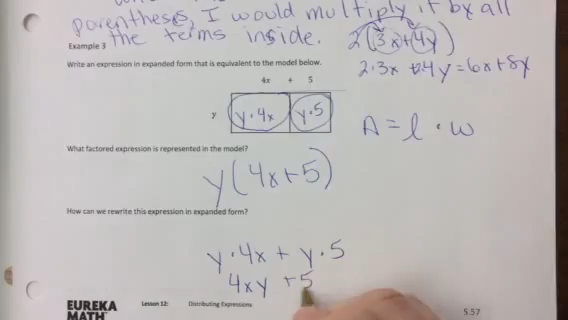 parentheses, I would multiply it by all
the terms inside.
2(3x+4y)
Example 3
2·3x + 2·4y = 6x + 8y
Write an expression in expanded form that is equivalent to the model below.
4x + 5
y y·4x y·5
A = l · w
What factored expression is represented in the model?
y(4x+5)
How can we rewrite this expression in expanded form?
y·4x + y·5
4xy + 5
EUREKA
MATH
Lesson 12: Distributing Expressions
S.57